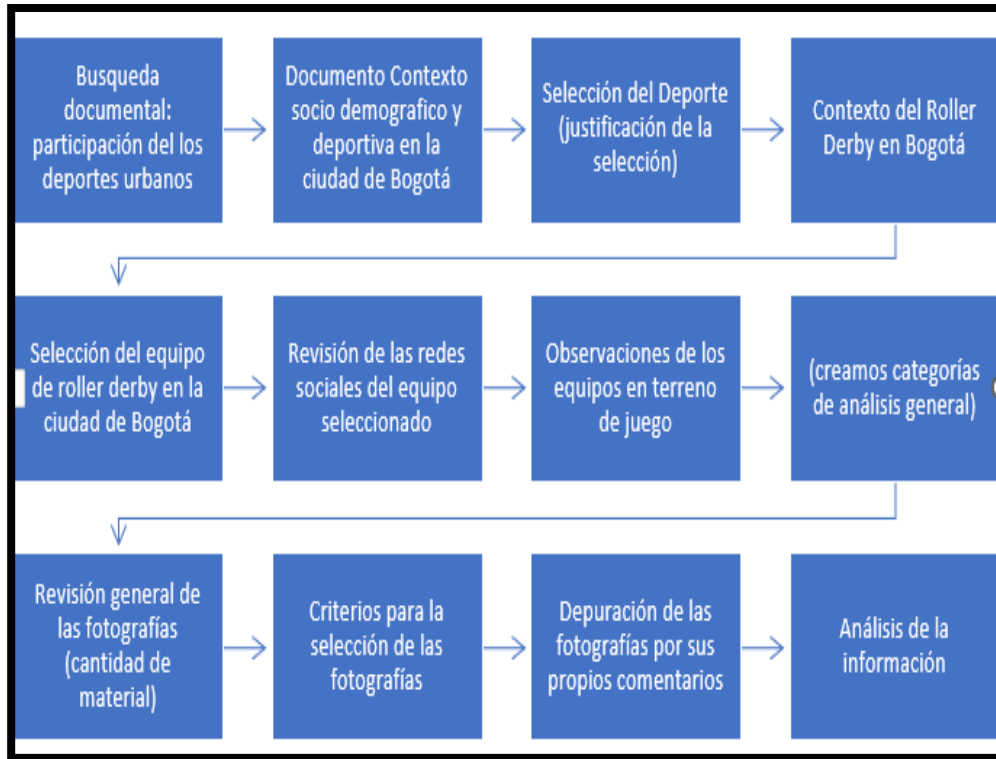 Busqueda
documental:
participación del los
deportes urbanos
Documento Contexto
socio demografico y
deportiva en la
ciudad de Bogotá
Selección del Deporte
(justificación de la
selección)
Contexto del Roller
Derby en Bogotá
Selección del equipo
de roller derby en la
ciudad de Bogotá
Revisión de las redes
sociales del equipo
seleccionado
Observaciones de los
equipos en terreno
de juego
(creamos categorías
de análisis general)
Revisión general de
las fotografías
(cantidad de
material)
Criterios para la
selección de las
fotografías
Depuración de las
fotografías por sus
propios comentarios
Análisis de la
información